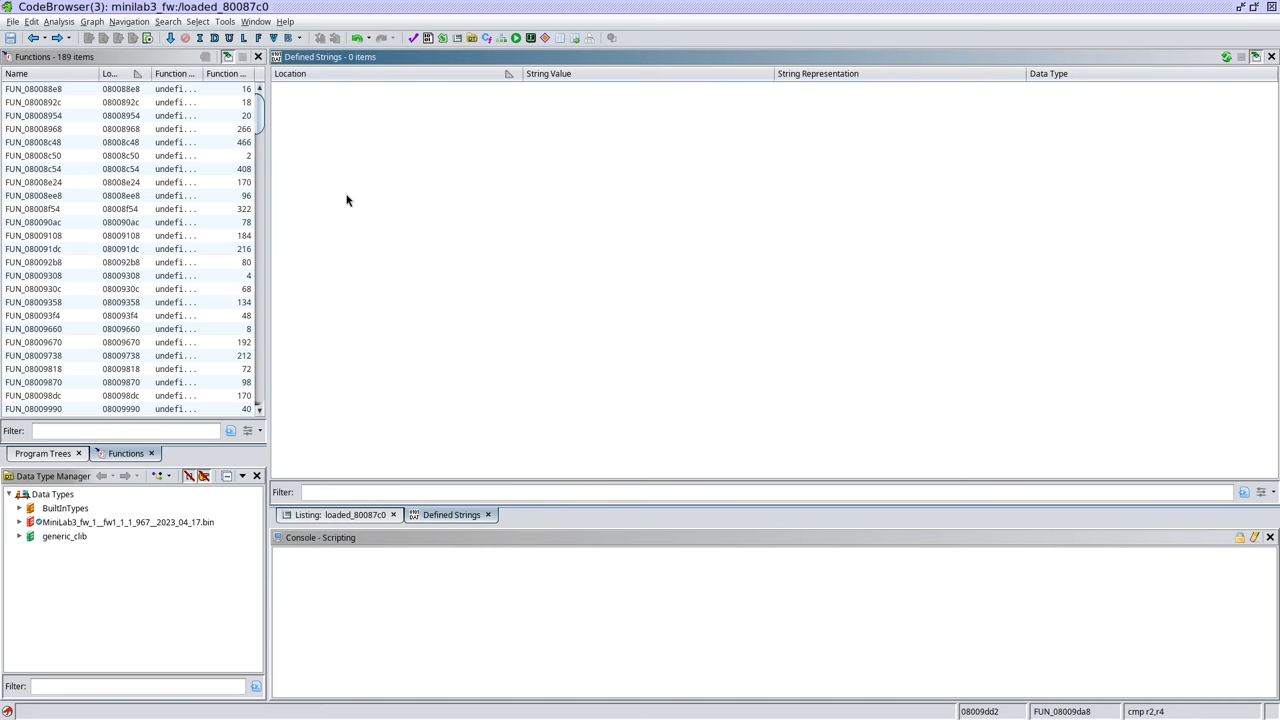 CodeBrowser(3): minilab3_fw:/loaded_80087c0
File Edit Analysis Graph Navigation Search Select Tools Window Help
I D U L F V B
Functions - 189 items
Name Lo... Function ... Function ...
FUN_080088e8 080088e8 undefi... 16
FUN_0800892c 0800892c undefi... 18
FUN_08008954 08008954 undefi... 20
FUN_08008968 08008968 undefi... 266
FUN_08008c48 08008c48 undefi... 466
FUN_08008c50 08008c50 undefi... 2
FUN_08008c54 08008c54 undefi... 408
FUN_08008e24 08008e24 undefi... 170
FUN_08008ee8 08008ee8 undefi... 96
FUN_08008f54 08008f54 undefi... 322
FUN_080090ac 080090ac undefi... 78
FUN_08009108 08009108 undefi... 184
FUN_080091dc 080091dc undefi... 216
FUN_080092b8 080092b8 undefi... 80
FUN_08009308 08009308 undefi... 4
FUN_0800930c 0800930c undefi... 68
FUN_08009358 08009358 undefi... 134
FUN_080093f4 080093f4 undefi... 48
FUN_08009660 08009660 undefi... 8
FUN_08009670 08009670 undefi... 192
FUN_08009738 08009738 undefi... 212
FUN_08009818 08009818 undefi... 72
FUN_08009870 08009870 undefi... 98
FUN_080098dc 080098dc undefi... 170
FUN_08009990 08009990 undefi... 40
Filter:
Program Trees Functions
Data Type Manager
Data Types
BuiltInTypes
MiniLab3_fw_1__fw1_1_1_967__2023_04_17.bin
generic_clib
Filter:
Defined Strings - 0 items
Location String Value String Representation Data Type
Filter:
Listing: loaded_80087c0 Defined Strings
Console - Scripting
08009dd2 FUN_08009da8 cmp r2,r4